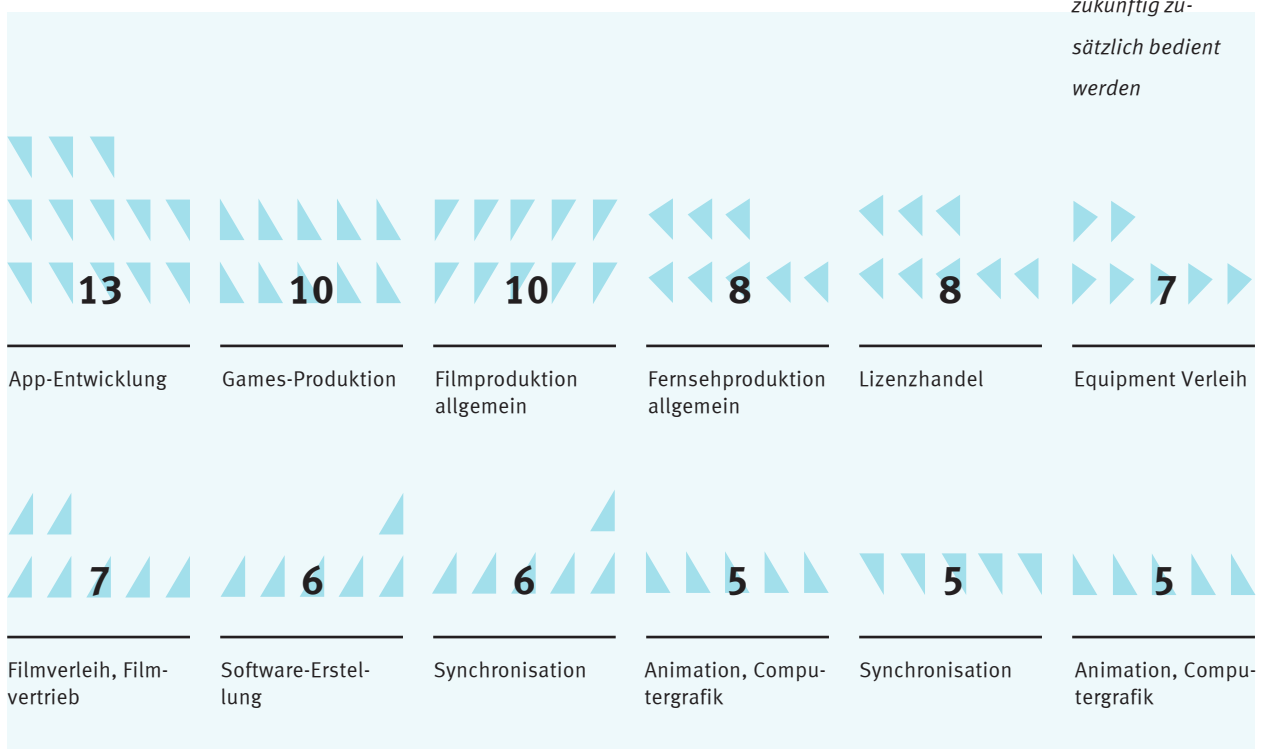 zukünftig zu-
sätzlich bedient
werden
13
10
10
8
8
7
App-Entwicklung
Games-Produktion
Filmproduktion
allgemein
Fernsehproduktion
allgemein
Lizenzhandel
Equipment Verleih
7
6
6
5
5
5
Filmverleih, Film-
vertrieb
Software-Erstel-
lung
Synchronisation
Animation, Compu-
tergrafik
Synchronisation
Animation, Compu-
tergrafik